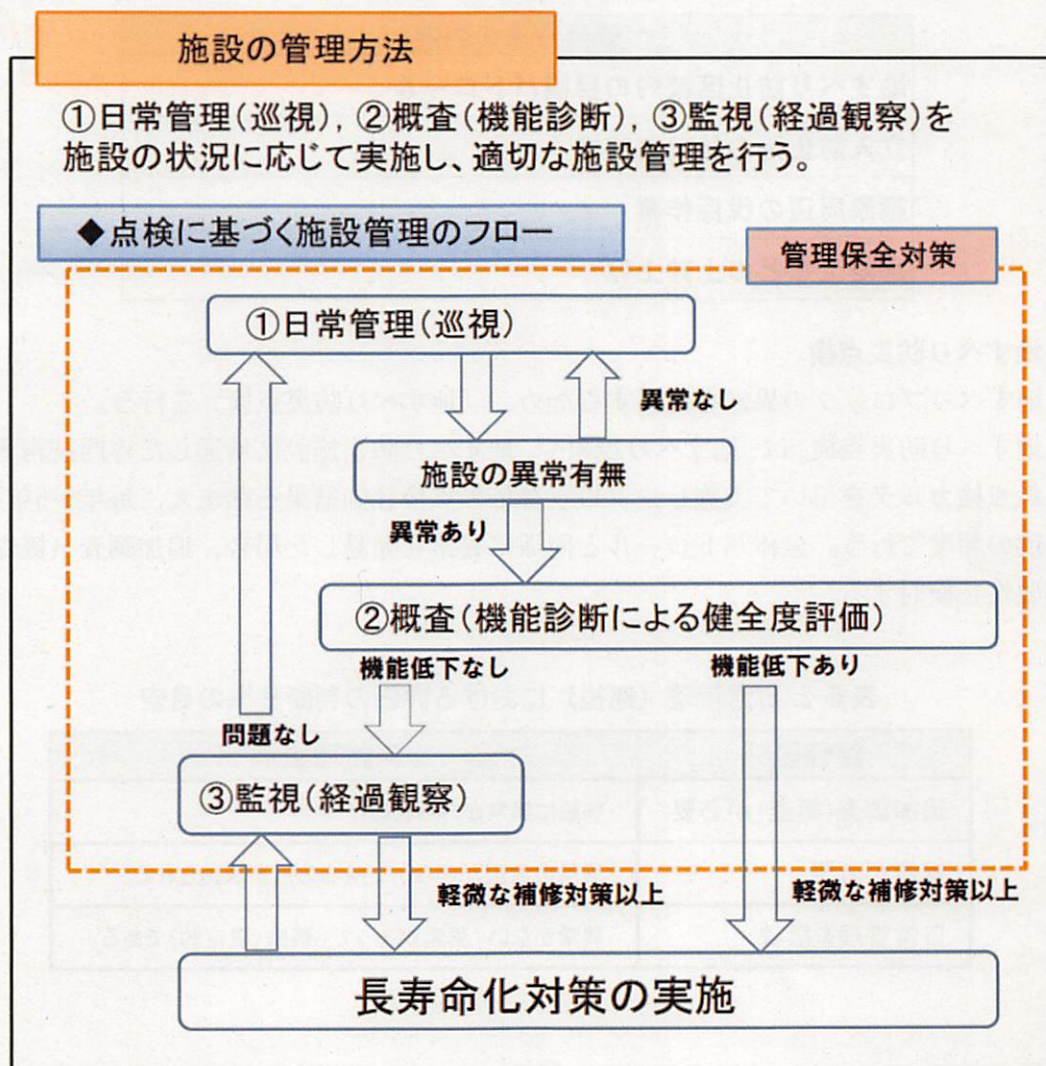 施設の管理方法
①日常管理(巡視), ②概査(機能診断), ③監視(経過観察)を
施設の状況に応じて実施し、適切な施設管理を行う。
◆点検に基づく施設管理のフロー
管理保全対策
①日常管理(巡視)
異常なし
施設の異常有無
異常あり
②概査(機能診断による健全度評価)
機能低下なし
機能低下あり
問題なし
③監視(経過観察)
軽微な補修対策以上
軽微な補修対策以上
長寿命化対策の実施